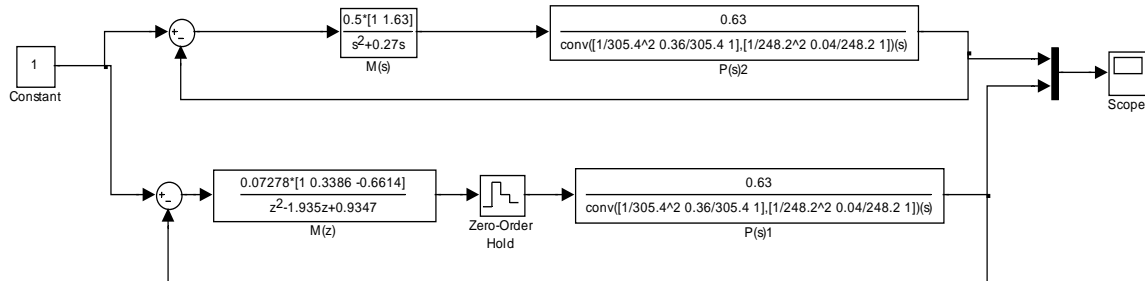 0.5*[1 1.63]
s²+0.27s
M(s)
0.63
conv([1/305.4^2 0.36/305.4 1],[1/248.2^2 0.04/248.2 1])(s)
P(s)2
1
Constant
Scope
0.07278*[1 0.3386 -0.6614]
z²-1.935z+0.9347
M(z)
Zero-Order
Hold
0.63
conv([1/305.4^2 0.36/305.4 1],[1/248.2^2 0.04/248.2 1])(s)
P(s)1